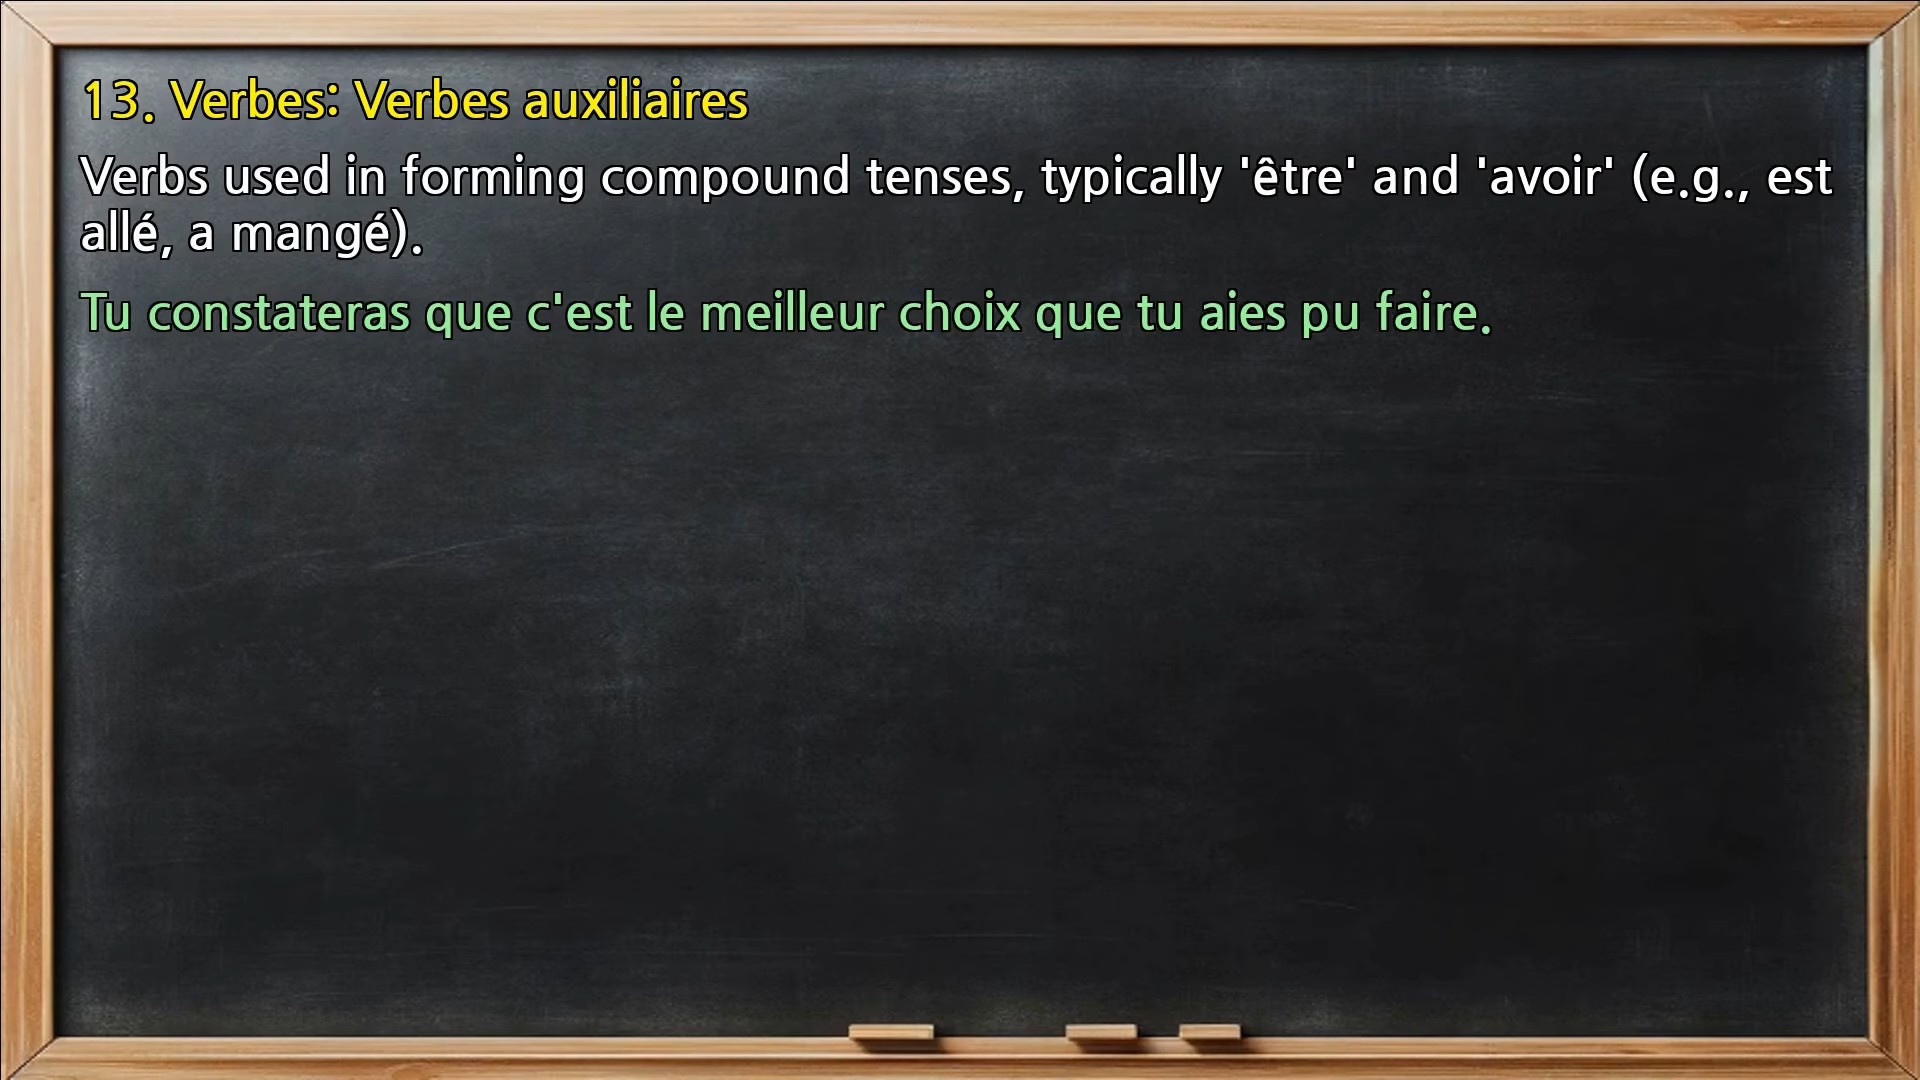 13. Verbes: Verbes auxiliaires
Verbs used in forming compound tenses, typically 'être' and 'avoir' (e.g., est
allé, a mangé).
Tu constateras que c'est le meilleur choix que tu aies pu faire.